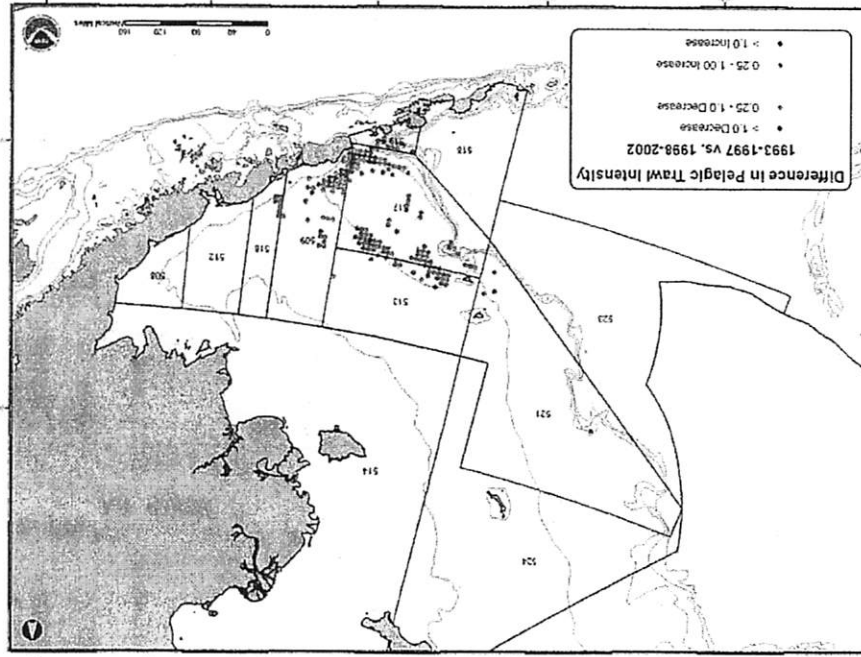 524
514
521
523
513
508
512
516
509
517
518
519
Difference in Pelagic Trawl Intensity
1993-1997 vs. 1998-2002
> 1.0 Decrease
0.25 - 1.0 Decrease
0.25 - 1.00 Increase
> 1.0 Increase
0 40 80 120 160
Nautical Miles